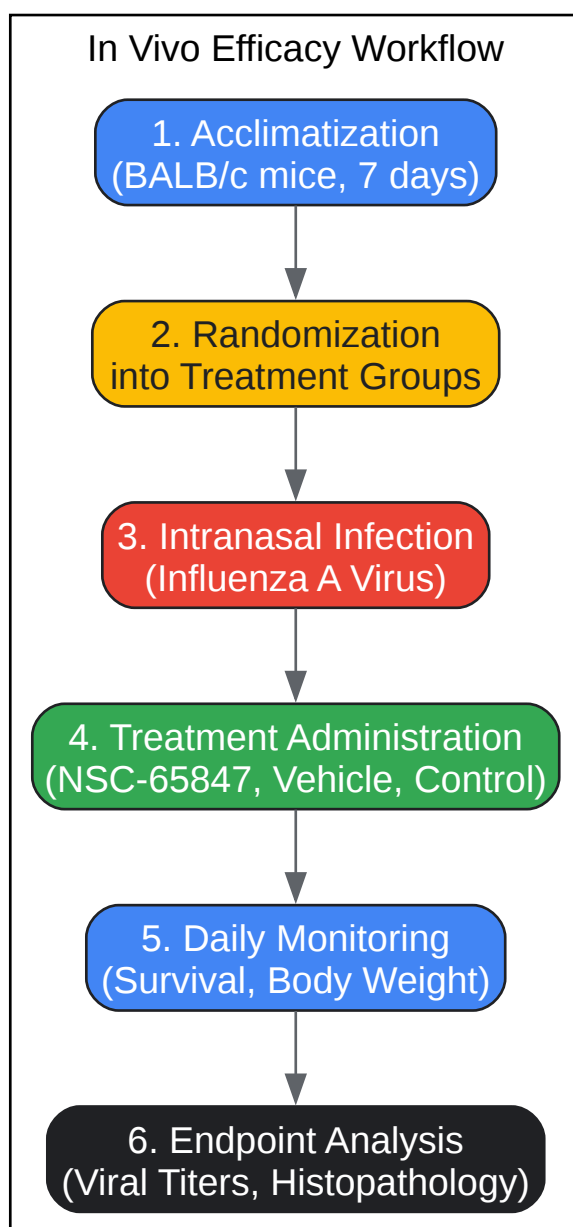 In Vivo Efficacy Workflow
1. Acclimatization
(BALB/c mice, 7 days)
2. Randomization
into Treatment Groups
3. Intranasal Infection
(Influenza A Virus)
4. Treatment Administration
(NSC-65847, Vehicle, Control)
5. Daily Monitoring
(Survival, Body Weight)
6. Endpoint Analysis
(Viral Titers, Histopathology)